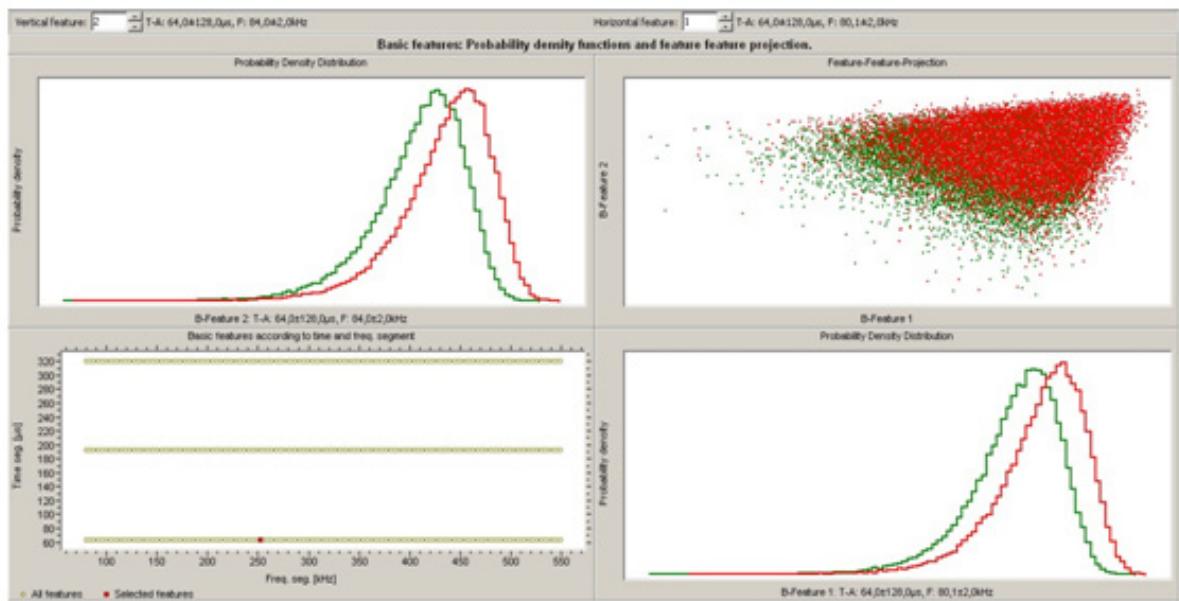 Vertical feature: 2 T-A: 64,0±128,0µs, F: 84,0±2,0kHz
Horizontal feature: 1 T-A: 64,0±128,0µs, F: 80,1±2,0kHz
Basic features: Probability density functions and feature feature projection.
Probability Density Distribution
Probability density
B-Feature 2: T-A: 64,0±128,0µs, F: 84,0±2,0kHz
Feature-Feature-Projection
B-Feature 2
B-Feature 1
Basic features according to time and freq. segment
Time seg. [µs]
320
300
280
260
240
220
200
180
160
140
120
100
80
60
100 150 200 250 300 350 400 450 500 550
Freq. seg. [kHz]
All features Selected features
Probability Density Distribution
Probability density
B-Feature 1: T-A: 64,0±128,0µs, F: 80,1±2,0kHz